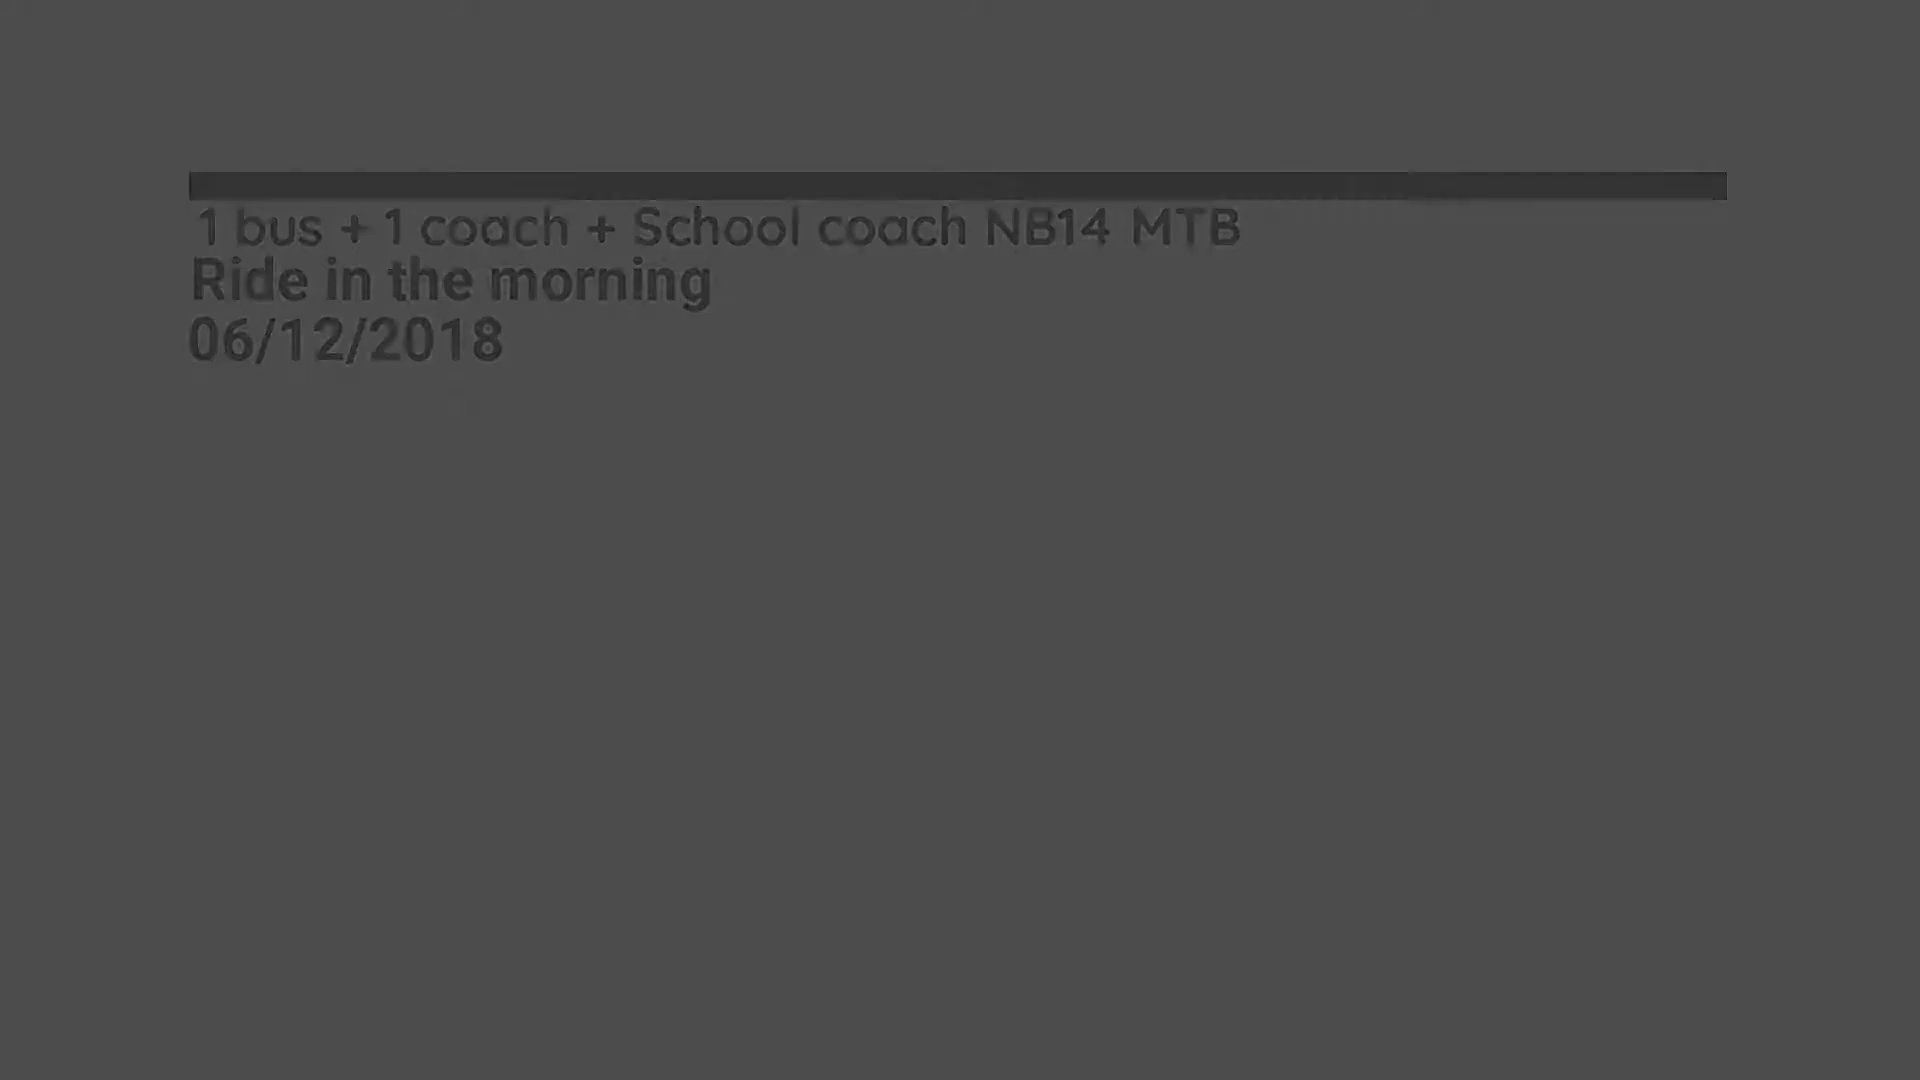 1 bus + 1 coach + School coach NB14 MTB
Ride in the morning
06/12/2018